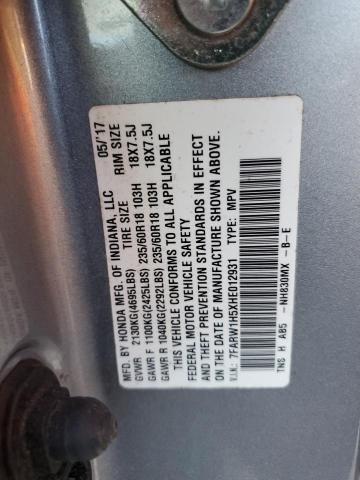 MFD. BY HONDA MFG. OF INDIANA, LLC 05/'17
TIRE SIZE RIM SIZE
GVWR 2130KG(4695LBS)
GAWR F 1100KG(2425LBS) 235/60R18 103H 18X7.5J
GAWR R 1040KG(2292LBS) 235/60R18 103H 18X7.5J
THIS VEHICLE CONFORMS TO ALL APPLICABLE
FEDERAL MOTOR VEHICLE SAFETY
AND THEFT PREVENTION STANDARDS IN EFFECT
ON THE DATE OF MANUFACTURE SHOWN ABOVE.
V.I.N.: 7FARW1H5XHE012931 TYPE: MPV
TNS H A85 -NH830MX -B-E